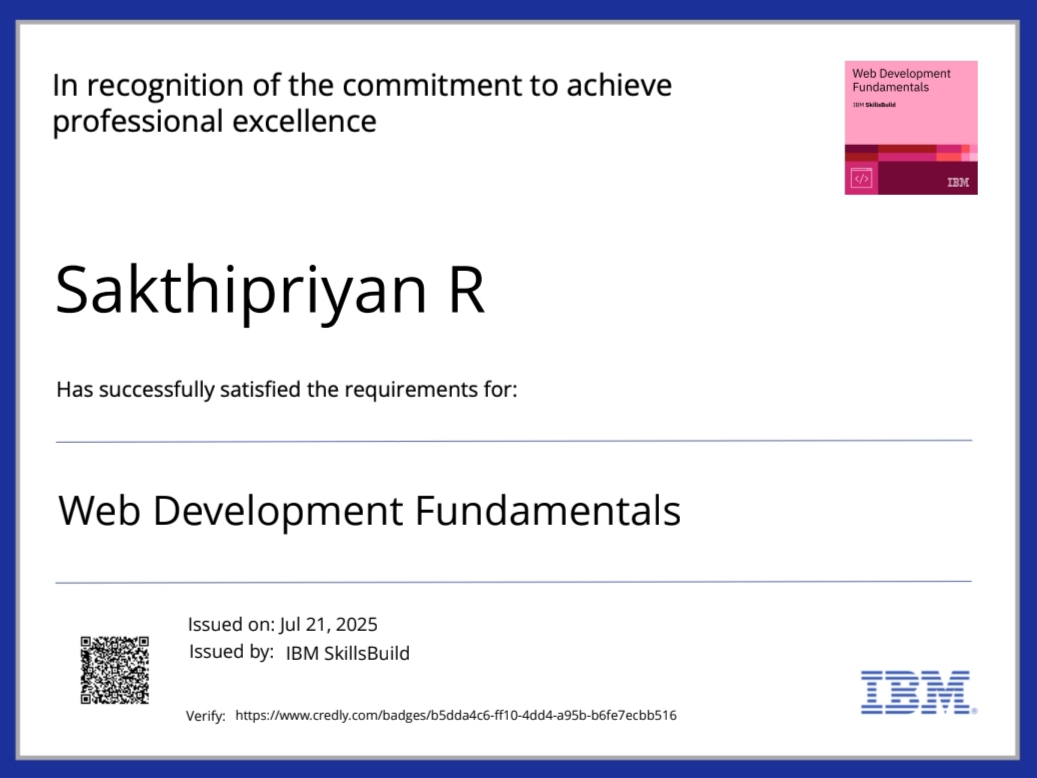 In recognition of the commitment to achieve
professional excellence
Web Development
Fundamentals
IBM SkillsBuild
</>
IBM
Sakthipriyan R
Has successfully satisfied the requirements for:
Web Development Fundamentals
Issued on: Jul 21, 2025
Issued by: IBM SkillsBuild
Verify: https://www.credly.com/badges/b5dda4c6-ff10-4dd4-a95b-b6fe7ecbb516
IBM®